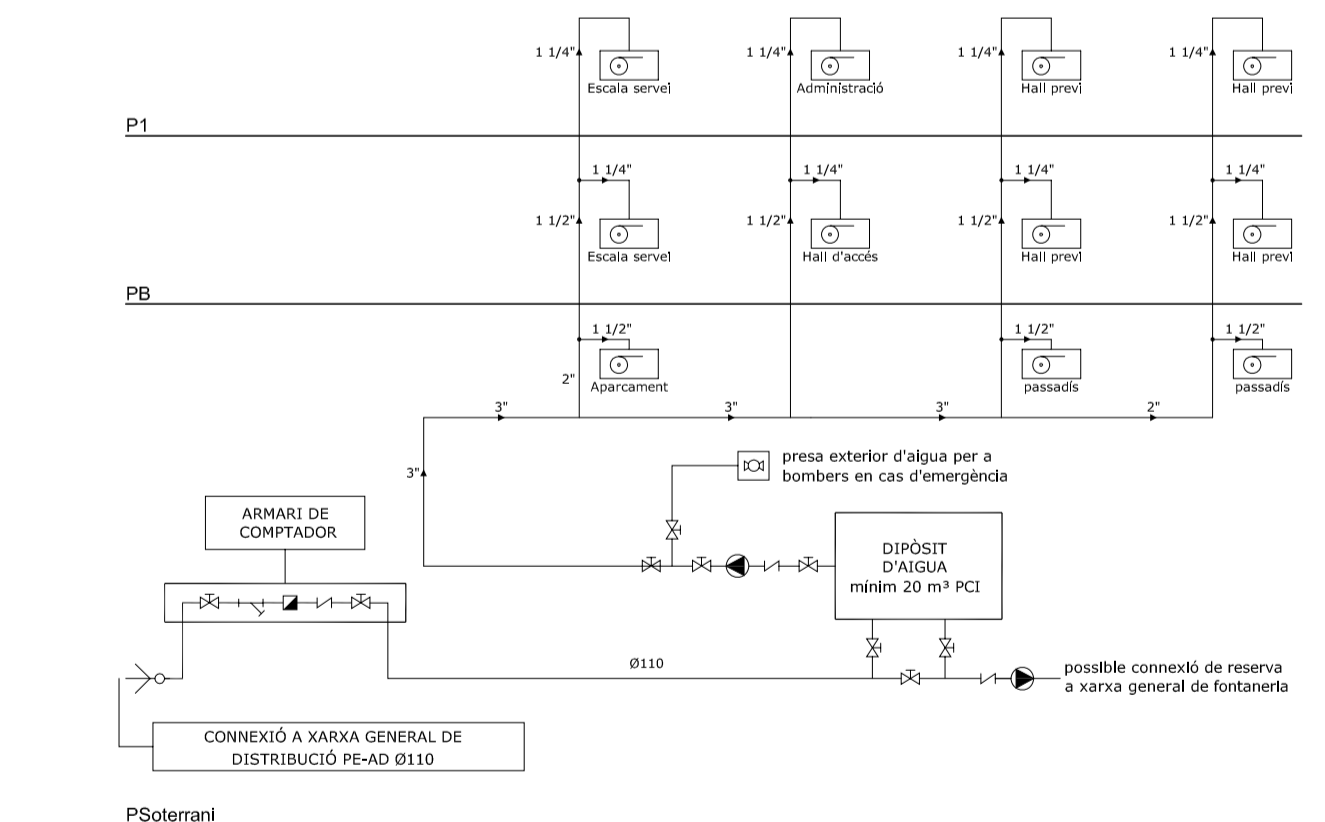 1 1/4" 1 1/4" 1 1/4" 1 1/4"
Escala servei Administració Hall previ Hall previ
P1
1 1/4" 1 1/4" 1 1/4" 1 1/4"
1 1/2" 1 1/2" 1 1/2" 1 1/2"
Escala servei Hall d'accés Hall previ Hall previ
PB
1 1/2" 1 1/2" 1 1/2"
2"
Aparcament passadís passadís
3" 3" 3" 2"
3"
presa exterior d'aigua per a
bombers en cas d'emergència
ARMARI DE
COMPTADOR
DIPÒSIT
D'AIGUA
mínim 20 m³ PCI
Ø110
possible connexió de reserva
a xarxa general de fontaneria
CONNEXIÓ A XARXA GENERAL DE
DISTRIBUCIÓ PE-AD Ø110
PSoterrani